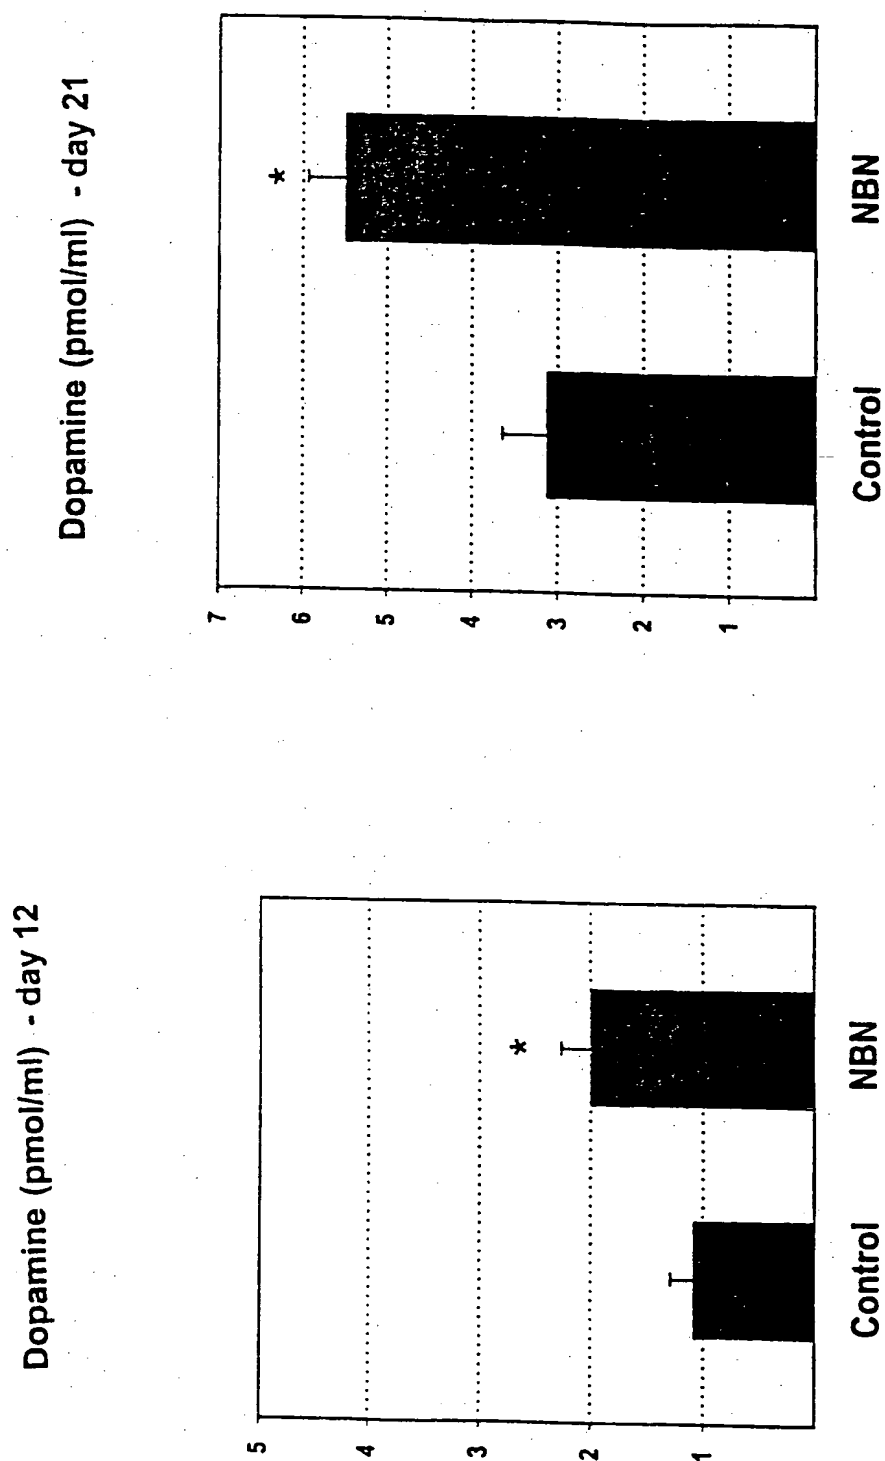 Dopamine (pmol/ml) - day 12
5
4
3
2
1
Control
NBN
*
Dopamine (pmol/ml) - day 21
7
6
5
4
3
2
1
Control
NBN
*